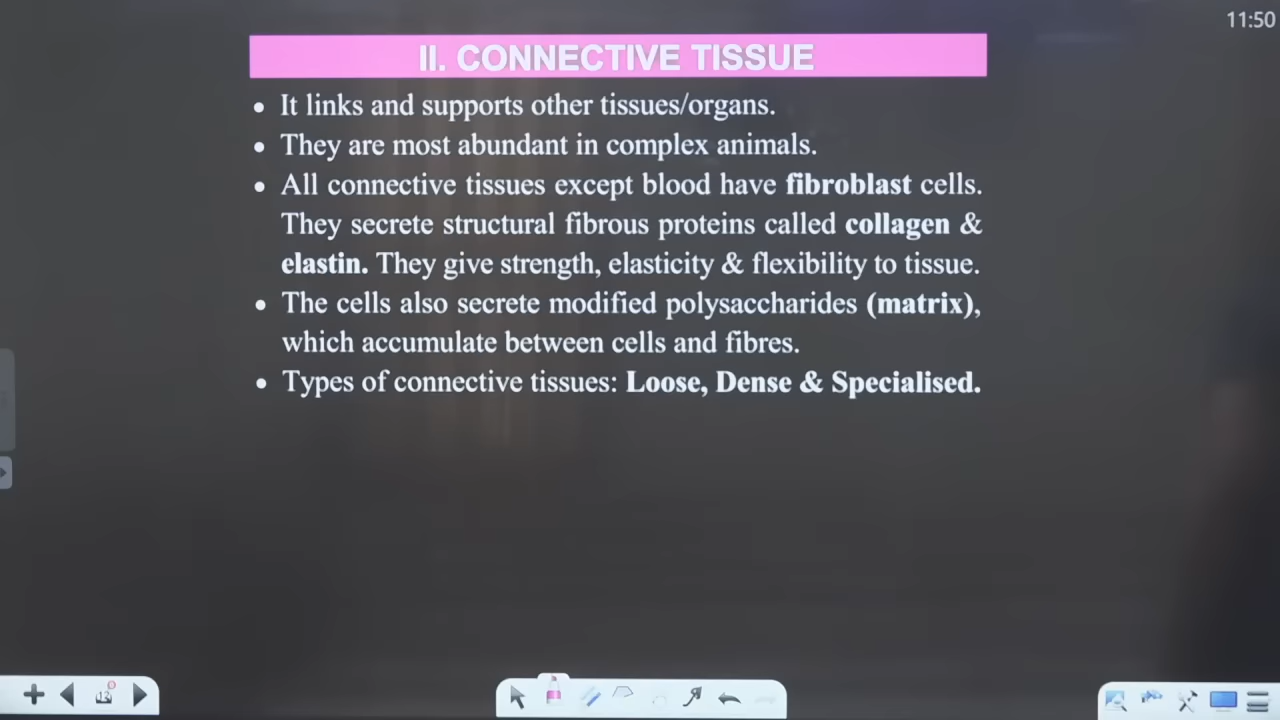 11:50
II. CONNECTIVE TISSUE
• It links and supports other tissues/organs.
• They are most abundant in complex animals.
• All connective tissues except blood have fibroblast cells.
They secrete structural fibrous proteins called collagen &
elastin. They give strength, elasticity & flexibility to tissue.
• The cells also secrete modified polysaccharides (matrix),
which accumulate between cells and fibres.
• Types of connective tissues: Loose, Dense & Specialised.